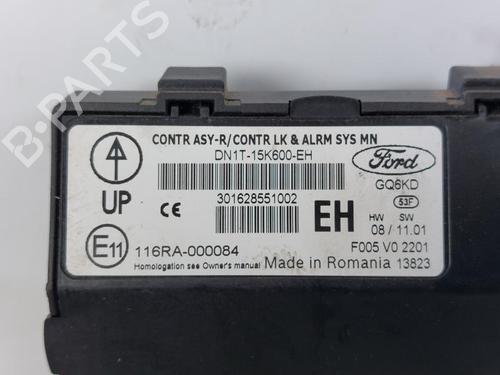 B-PARTS
CONTR ASY-R/CONTR LK & ALRM SYS MN
DN1T-15K600-EH
Ford
GQ6KD
301628551002
53F
UP
CE
EH
HW SW
08 / 11.01
E11
116RA-000084
F005 V0 2201
Homologation see Owner's manual
Made in Romania 13823